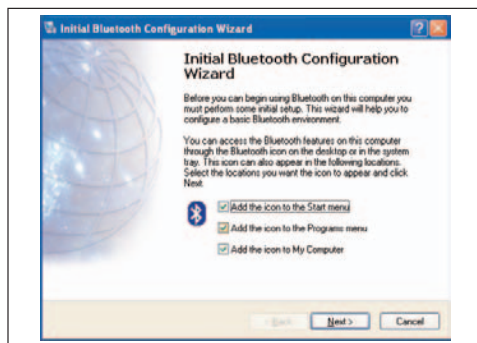 Initial Bluetooth Configuration Wizard
Initial Bluetooth Configuration
Wizard
Before you can begin using Bluetooth on this computer you
must perform some initial setup. This wizard will help you to
configure a basic Bluetooth environment.
You can access the Bluetooth features on this computer
through the Bluetooth icon on the desktop or in the system
tray. This icon can also appear in the following locations.
Select the locations you want the icon to appear and click
Next.
Add the icon to the Start menu
Add the icon to the Programs menu
Add the icon to My Computer
< Back Next > Cancel